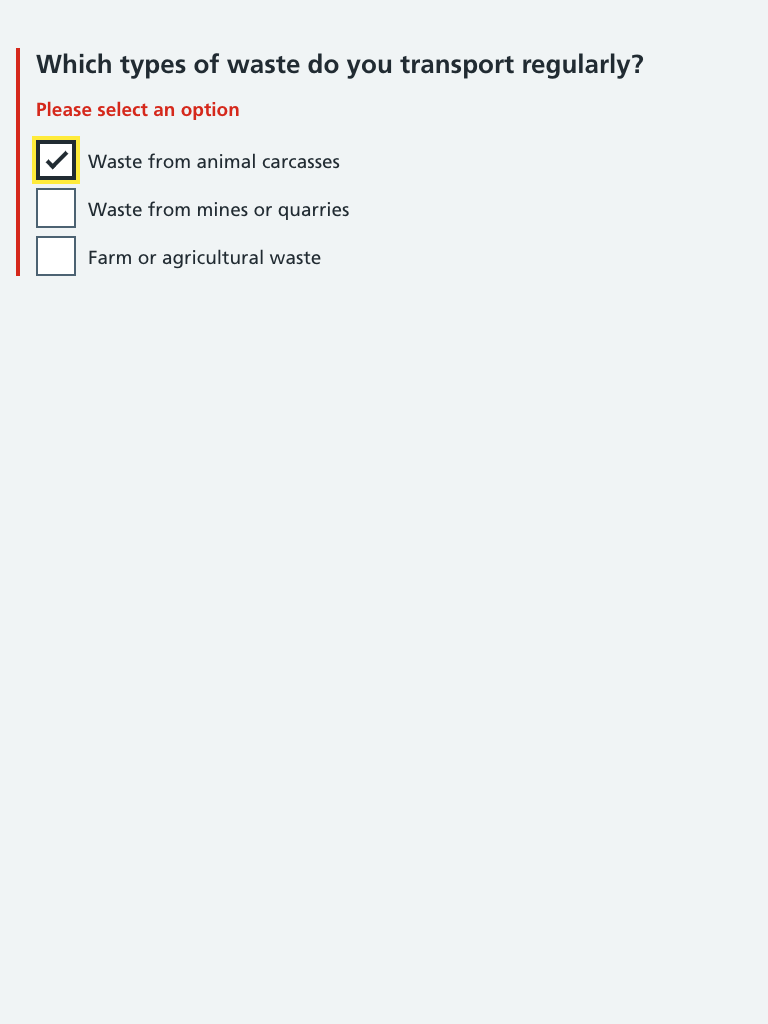 Which types of waste do you transport regularly?
Please select an option
Waste from animal carcasses
Waste from mines or quarries
Farm or agricultural waste